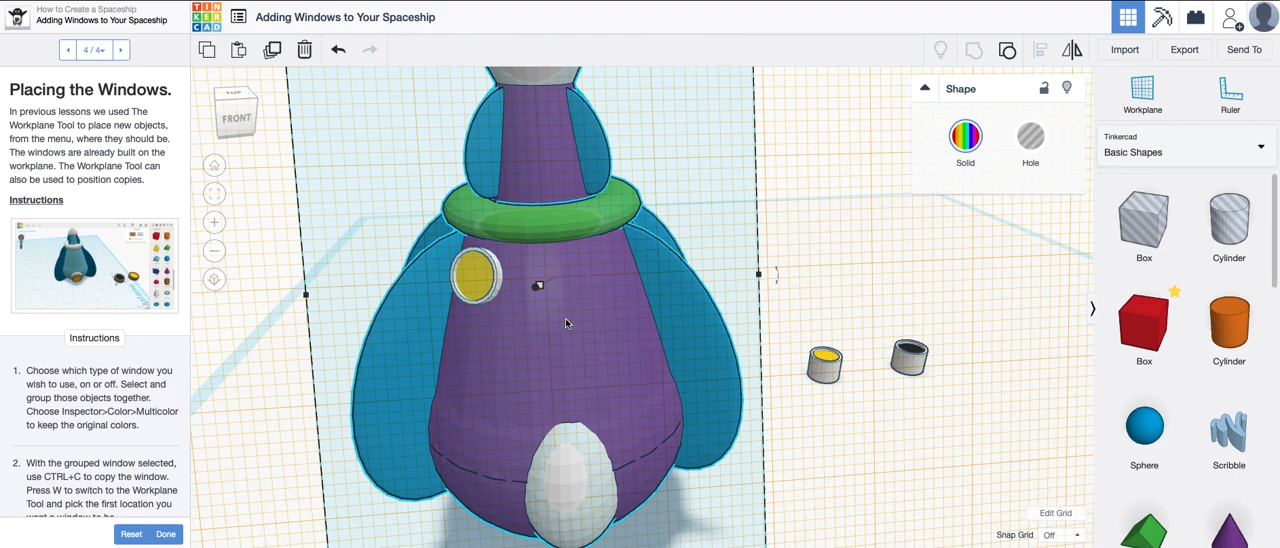 How to Create a Spaceship
Adding Windows to Your Spaceship
TIN
KER
CAD
Adding Windows to Your Spaceship
4 / 4
Import
Export
Send To
Placing the Windows.
In previous lessons we used The
Workplane Tool to place new objects,
from the menu, where they should be.
The windows are already built on the
workplane. The Workplane Tool can
also be used to position copies.
Instructions
Instructions
1. Choose which type of window you
wish to use, on or off. Select and
group those objects together.
Choose Inspector>Color>Multicolor
to keep the original colors.
2. With the grouped window selected,
use CTRL+C to copy the window.
Press W to switch to the Workplane
Tool and pick the first location you
Reset
Done
TOP
FRONT
Shape
Solid
Hole
Edit Grid
Snap Grid
Off
Workplane
Ruler
Tinkercad
Basic Shapes
Box
Cylinder
Box
Cylinder
Sphere
Scribble